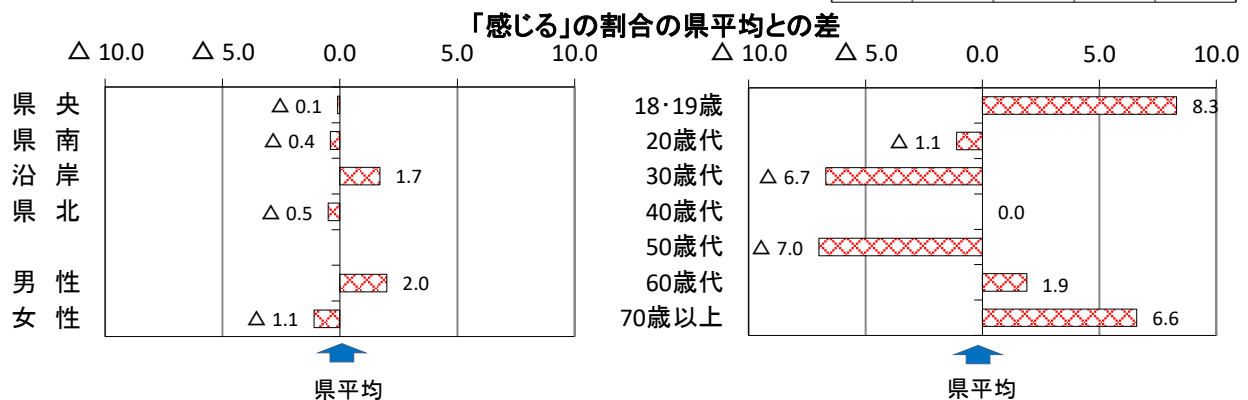 「感じる」の割合の県平均との差
△ 10.0 △ 5.0 0.0 5.0 10.0
県 央 △ 0.1
県 南 △ 0.4
沿 岸 1.7
県 北 △ 0.5
男 性 2.0
女 性 △ 1.1
県平均
△ 10.0 △ 5.0 0.0 5.0 10.0
18・19歳 8.3
20歳代 △ 1.1
30歳代 △ 6.7
40歳代 0.0
50歳代 △ 7.0
60歳代 1.9
70歳以上 6.6
県平均